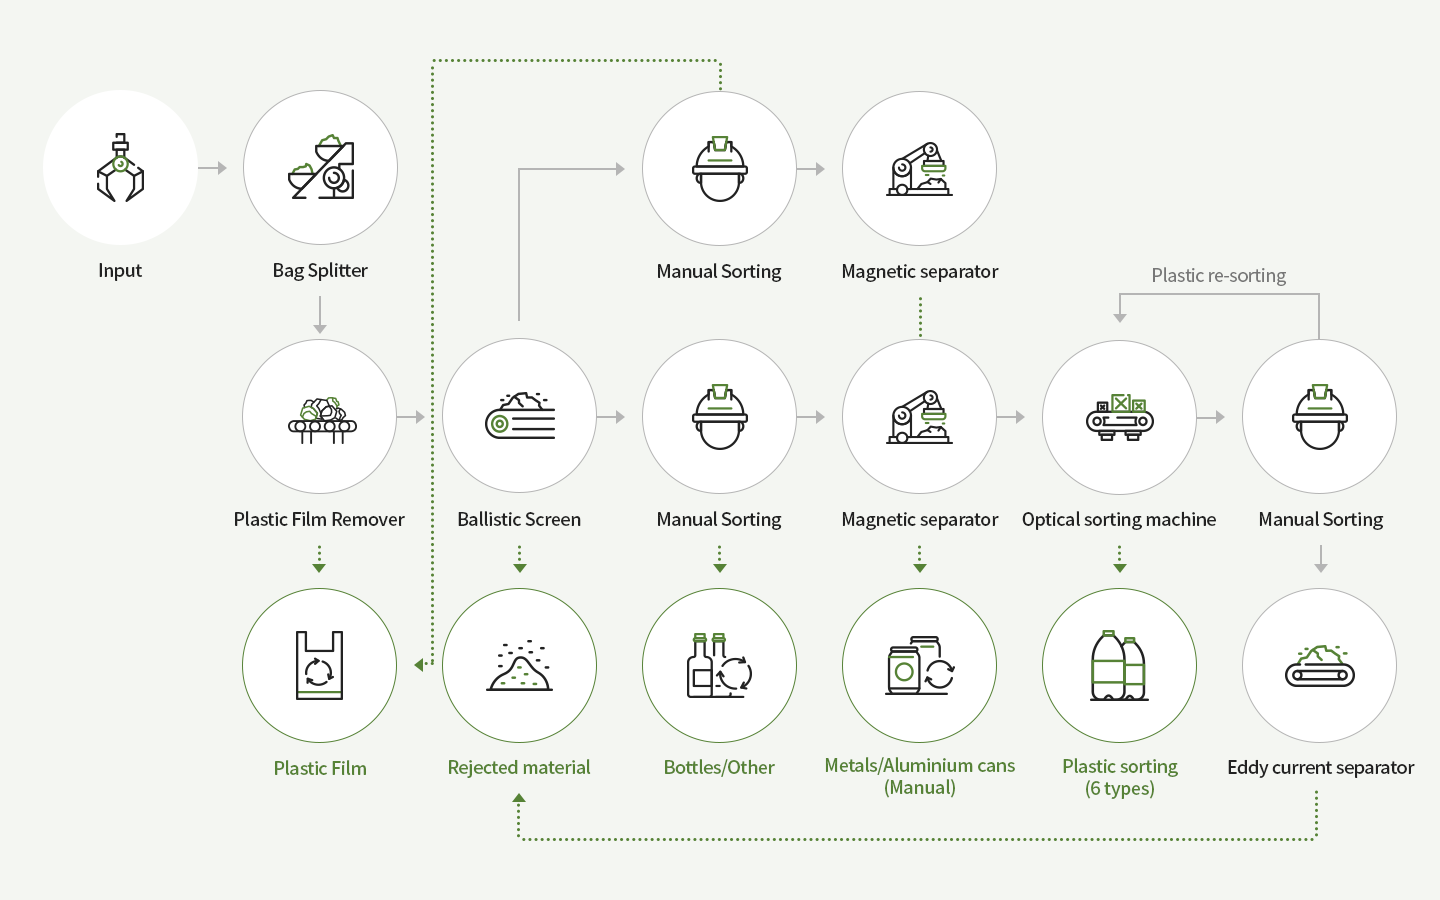 Input
Bag Splitter
Manual Sorting
Magnetic separator
Plastic re-sorting
Plastic Film Remover
Ballistic Screen
Manual Sorting
Magnetic separator
Optical sorting machine
Manual Sorting
Plastic Film
Rejected material
Bottles/Other
Metals/Aluminium cans
(Manual)
Plastic sorting
(6 types)
Eddy current separator